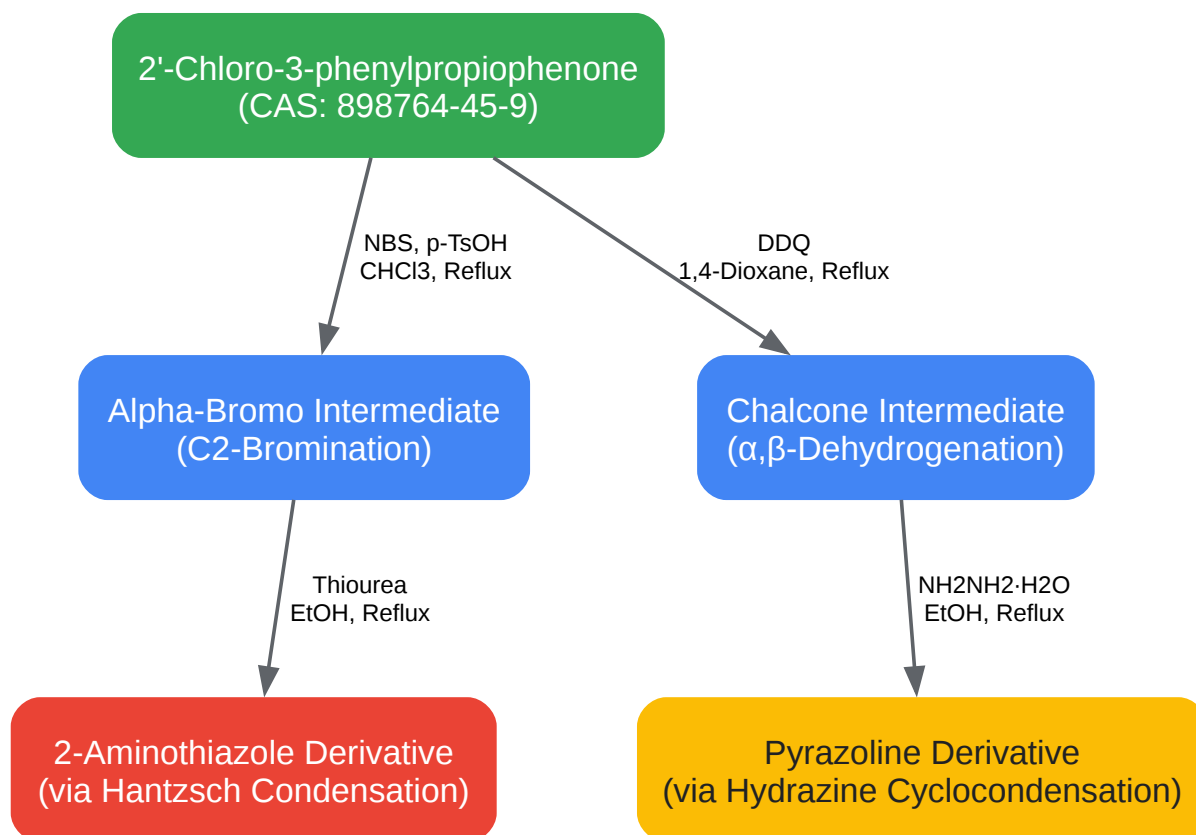 2'-Chloro-3-phenylpropiophenone
(CAS: 898764-45-9)
NBS, p-TsOH
CHCl3, Reflux
DDQ
1,4-Dioxane, Reflux
Alpha-Bromo Intermediate
(C2-Bromination)
Chalcone Intermediate
(α,β-Dehydrogenation)
Thiourea
EtOH, Reflux
NH2NH2·H2O
EtOH, Reflux
2-Aminothiazole Derivative
(via Hantzsch Condensation)
Pyrazoline Derivative
(via Hydrazine Cyclocondensation)